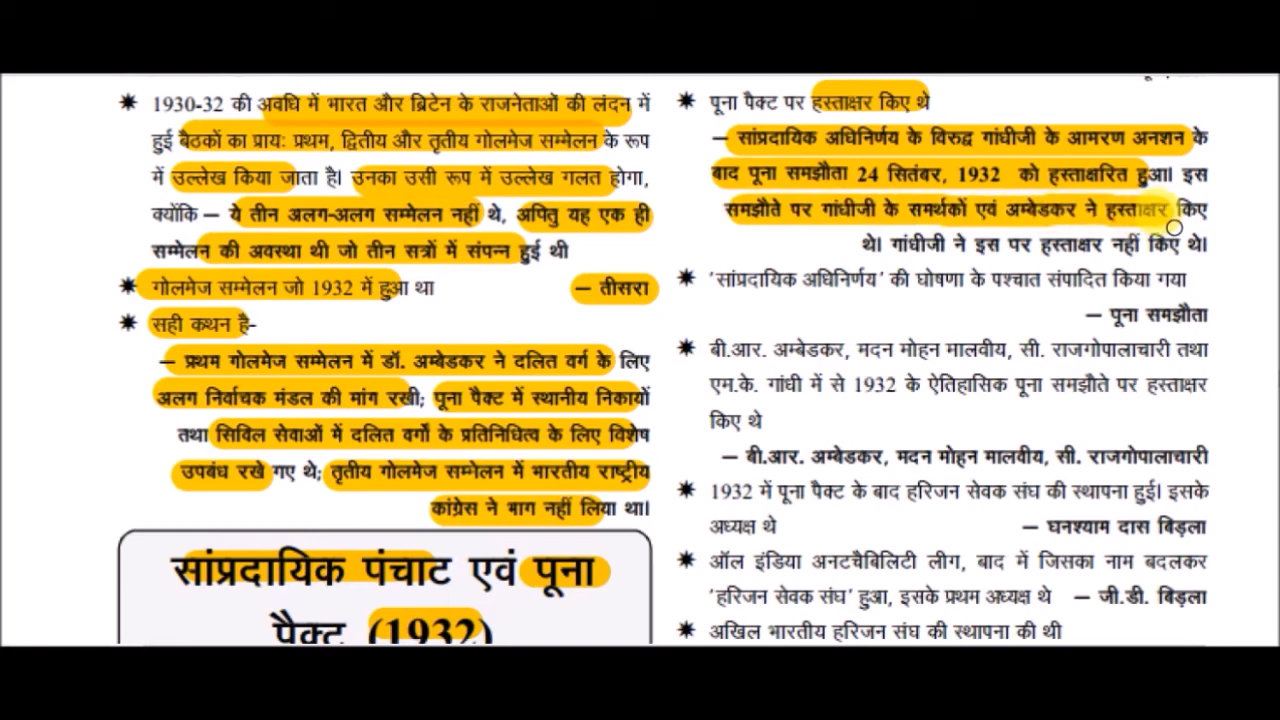 ✷ 1930-32 की अवधि में भारत और ब्रिटेन के राजनेताओं की लंदन में
हुई बैठकों का प्रायः प्रथम, द्वितीय और तृतीय गोलमेज सम्मेलन के रूप
में उल्लेख किया जाता है। उनका उसी रूप में उल्लेख गलत होगा,
क्योंकि – ये तीन अलग-अलग सम्मेलन नहीं थे, अपितु यह एक ही
सम्मेलन की अवस्था थी जो तीन सत्रों में संपन्न हुई थी
✷ गोलमेज सम्मेलन जो 1932 में हुआ था – तीसरा
✷ सही कथन है-
– प्रथम गोलमेज सम्मेलन में डॉ. अम्बेडकर ने दलित वर्ग के लिए
अलग निर्वाचक मंडल की मांग रखी; पूना पैक्ट में स्थानीय निकायों
तथा सिविल सेवाओं में दलित वर्गों के प्रतिनिधित्व के लिए विशेष
उपबंध रखे गए थे; तृतीय गोलमेज सम्मेलन में भारतीय राष्ट्रीय
कांग्रेस ने भाग नहीं लिया था।
सांप्रदायिक पंचाट एवं पूना
पैक्ट (1932)
✷ पूना पैक्ट पर हस्ताक्षर किए थे
– सांप्रदायिक अधिनिर्णय के विरुद्ध गांधीजी के आमरण अनशन के
बाद पूना समझौता 24 सितंबर, 1932 को हस्ताक्षरित हुआ। इस
समझौते पर गांधीजी के समर्थकों एवं अम्बेडकर ने हस्ताक्षर किए
थे। गांधीजी ने इस पर हस्ताक्षर नहीं किए थे।
✷ 'सांप्रदायिक अधिनिर्णय' की घोषणा के पश्चात संपादित किया गया
– पूना समझौता
✷ बी.आर. अम्बेडकर, मदन मोहन मालवीय, सी. राजगोपालाचारी तथा
एम.के. गांधी में से 1932 के ऐतिहासिक पूना समझौते पर हस्ताक्षर
किए थे
– बी.आर. अम्बेडकर, मदन मोहन मालवीय, सी. राजगोपालाचारी
✷ 1932 में पूना पैक्ट के बाद हरिजन सेवक संघ की स्थापना हुई। इसके
अध्यक्ष थे – घनश्याम दास बिड़ला
✷ ऑल इंडिया अनटचैबिलिटी लीग, बाद में जिसका नाम बदलकर
'हरिजन सेवक संघ' हुआ, इसके प्रथम अध्यक्ष थे – जी.डी. बिड़ला
✷ अखिल भारतीय हरिजन संघ की स्थापना की थी